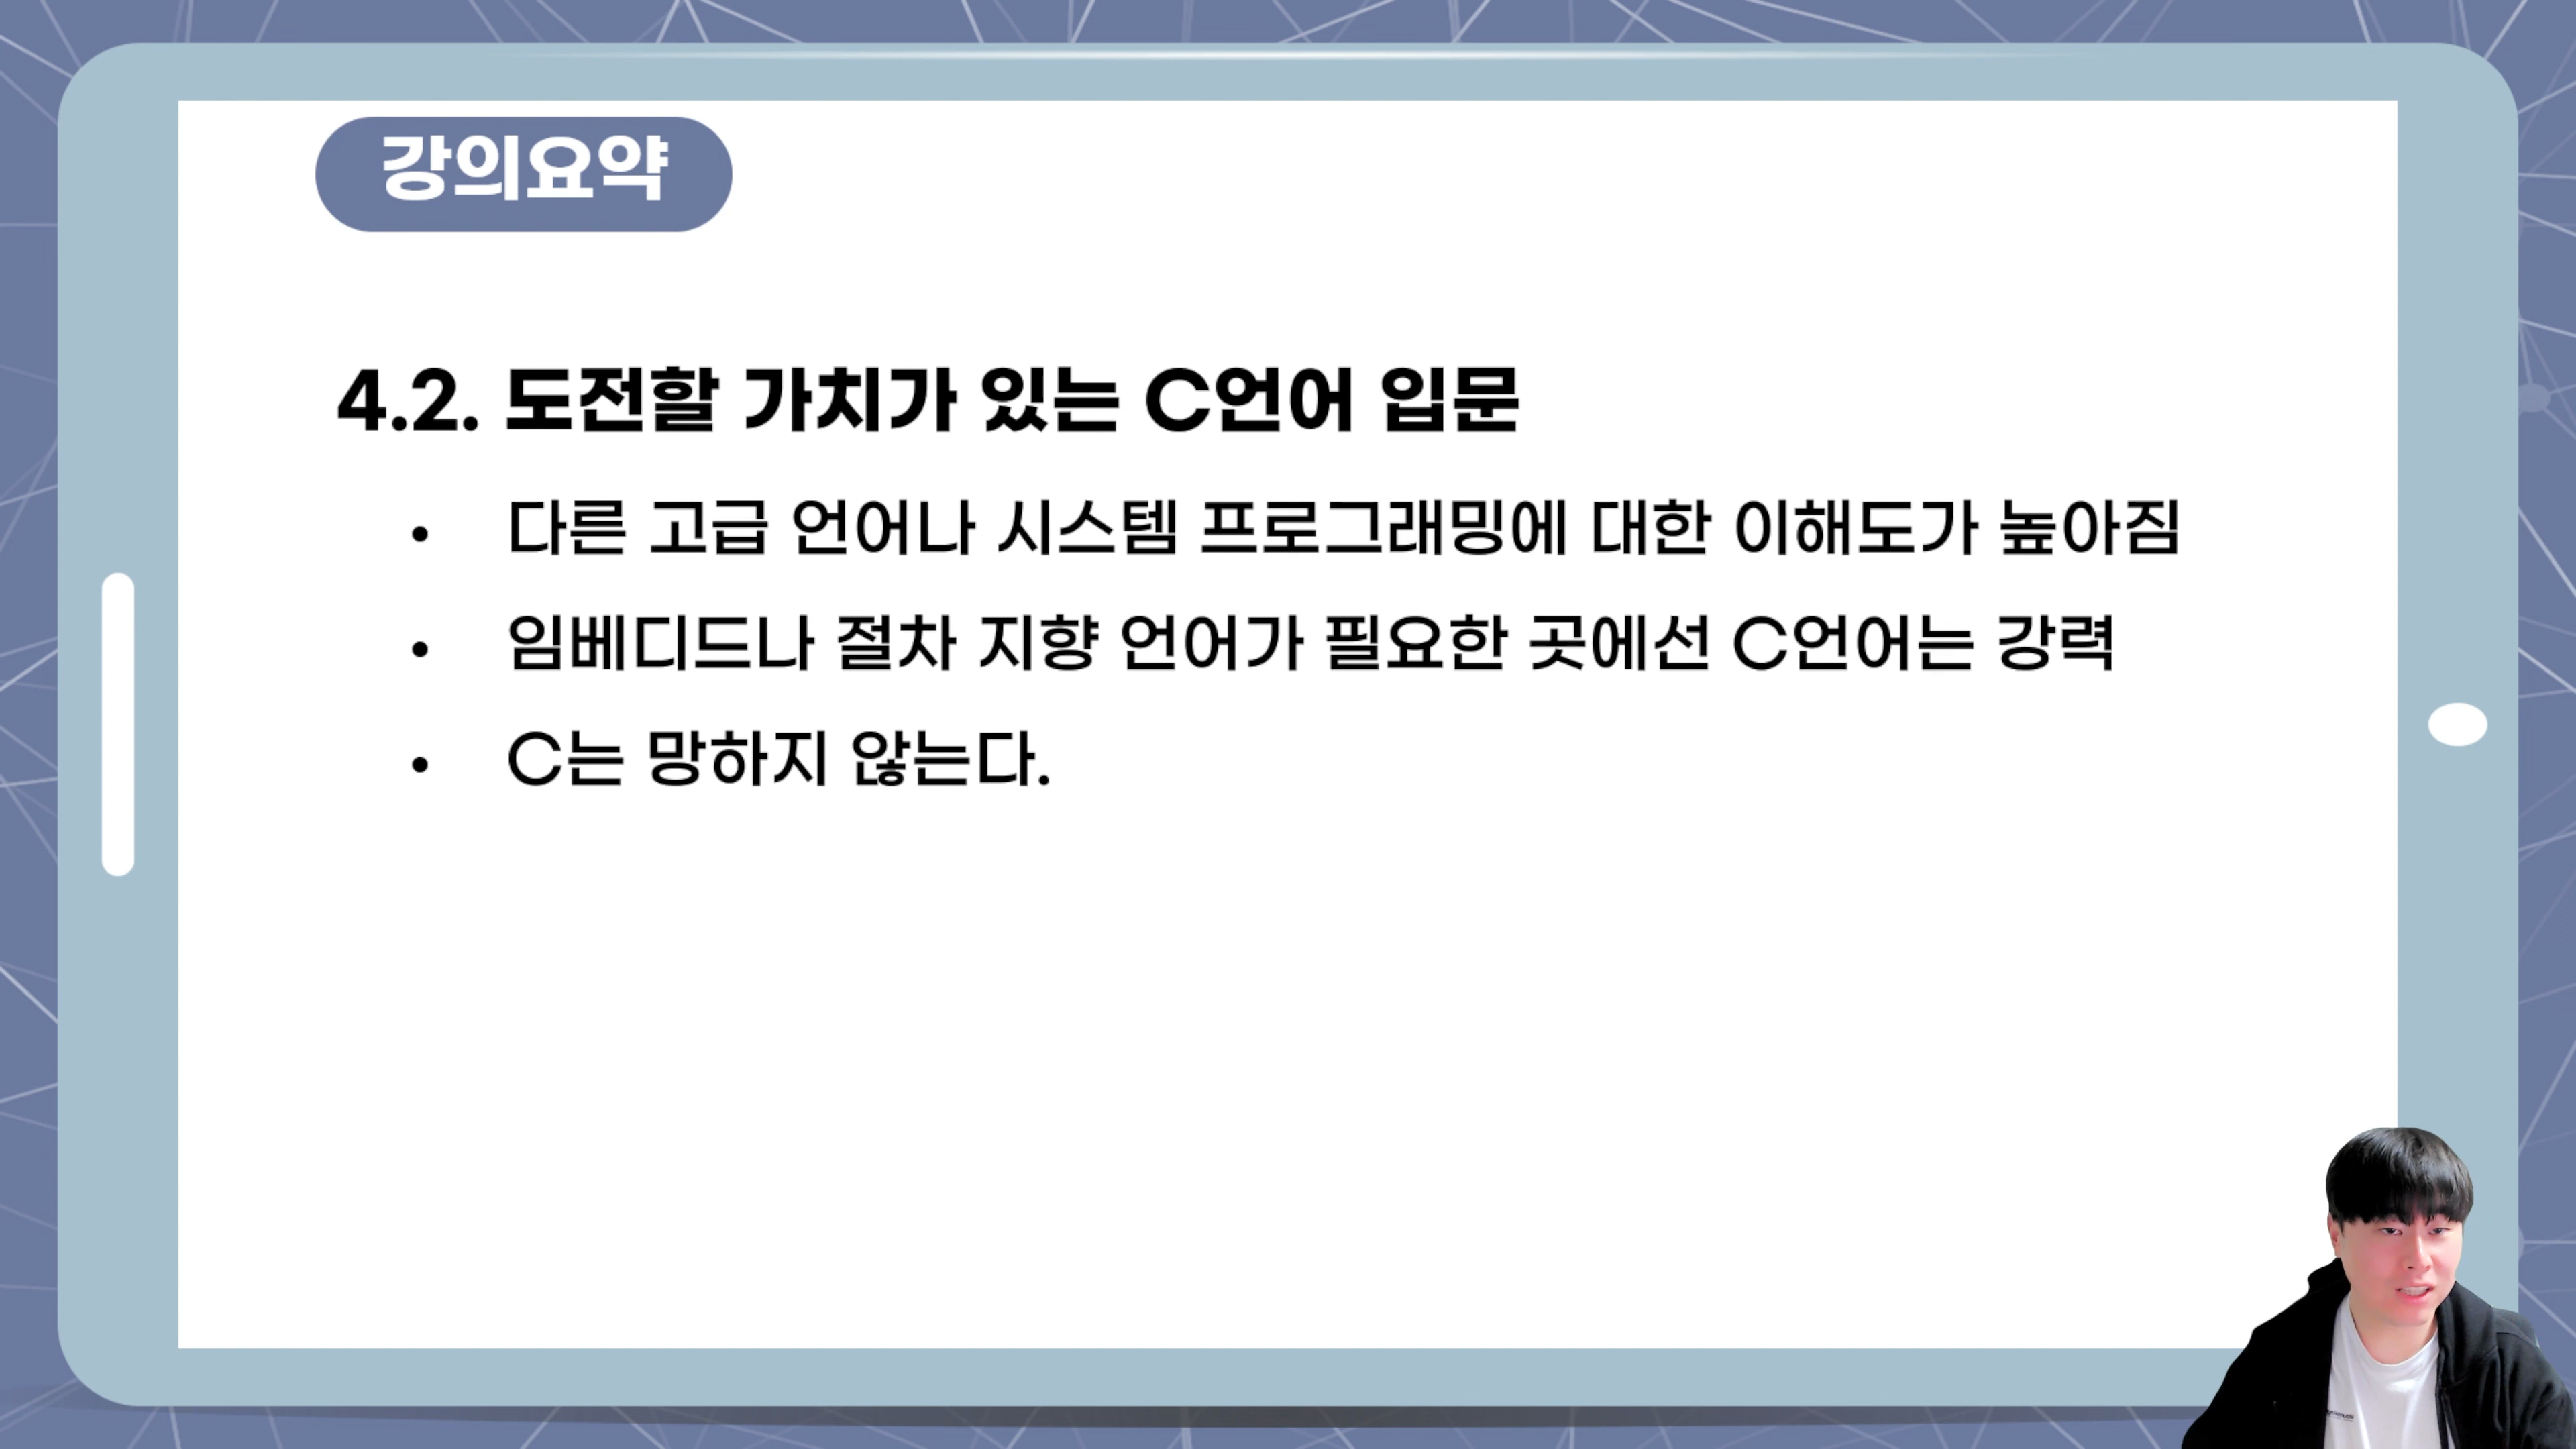 강의요약
4.2. 도전할 가치가 있는 C언어 입문
• 다른 고급 언어나 시스템 프로그래밍에 대한 이해도가 높아짐
• 임베디드나 절차 지향 언어가 필요한 곳에선 C언어는 강력
• C는 망하지 않는다.